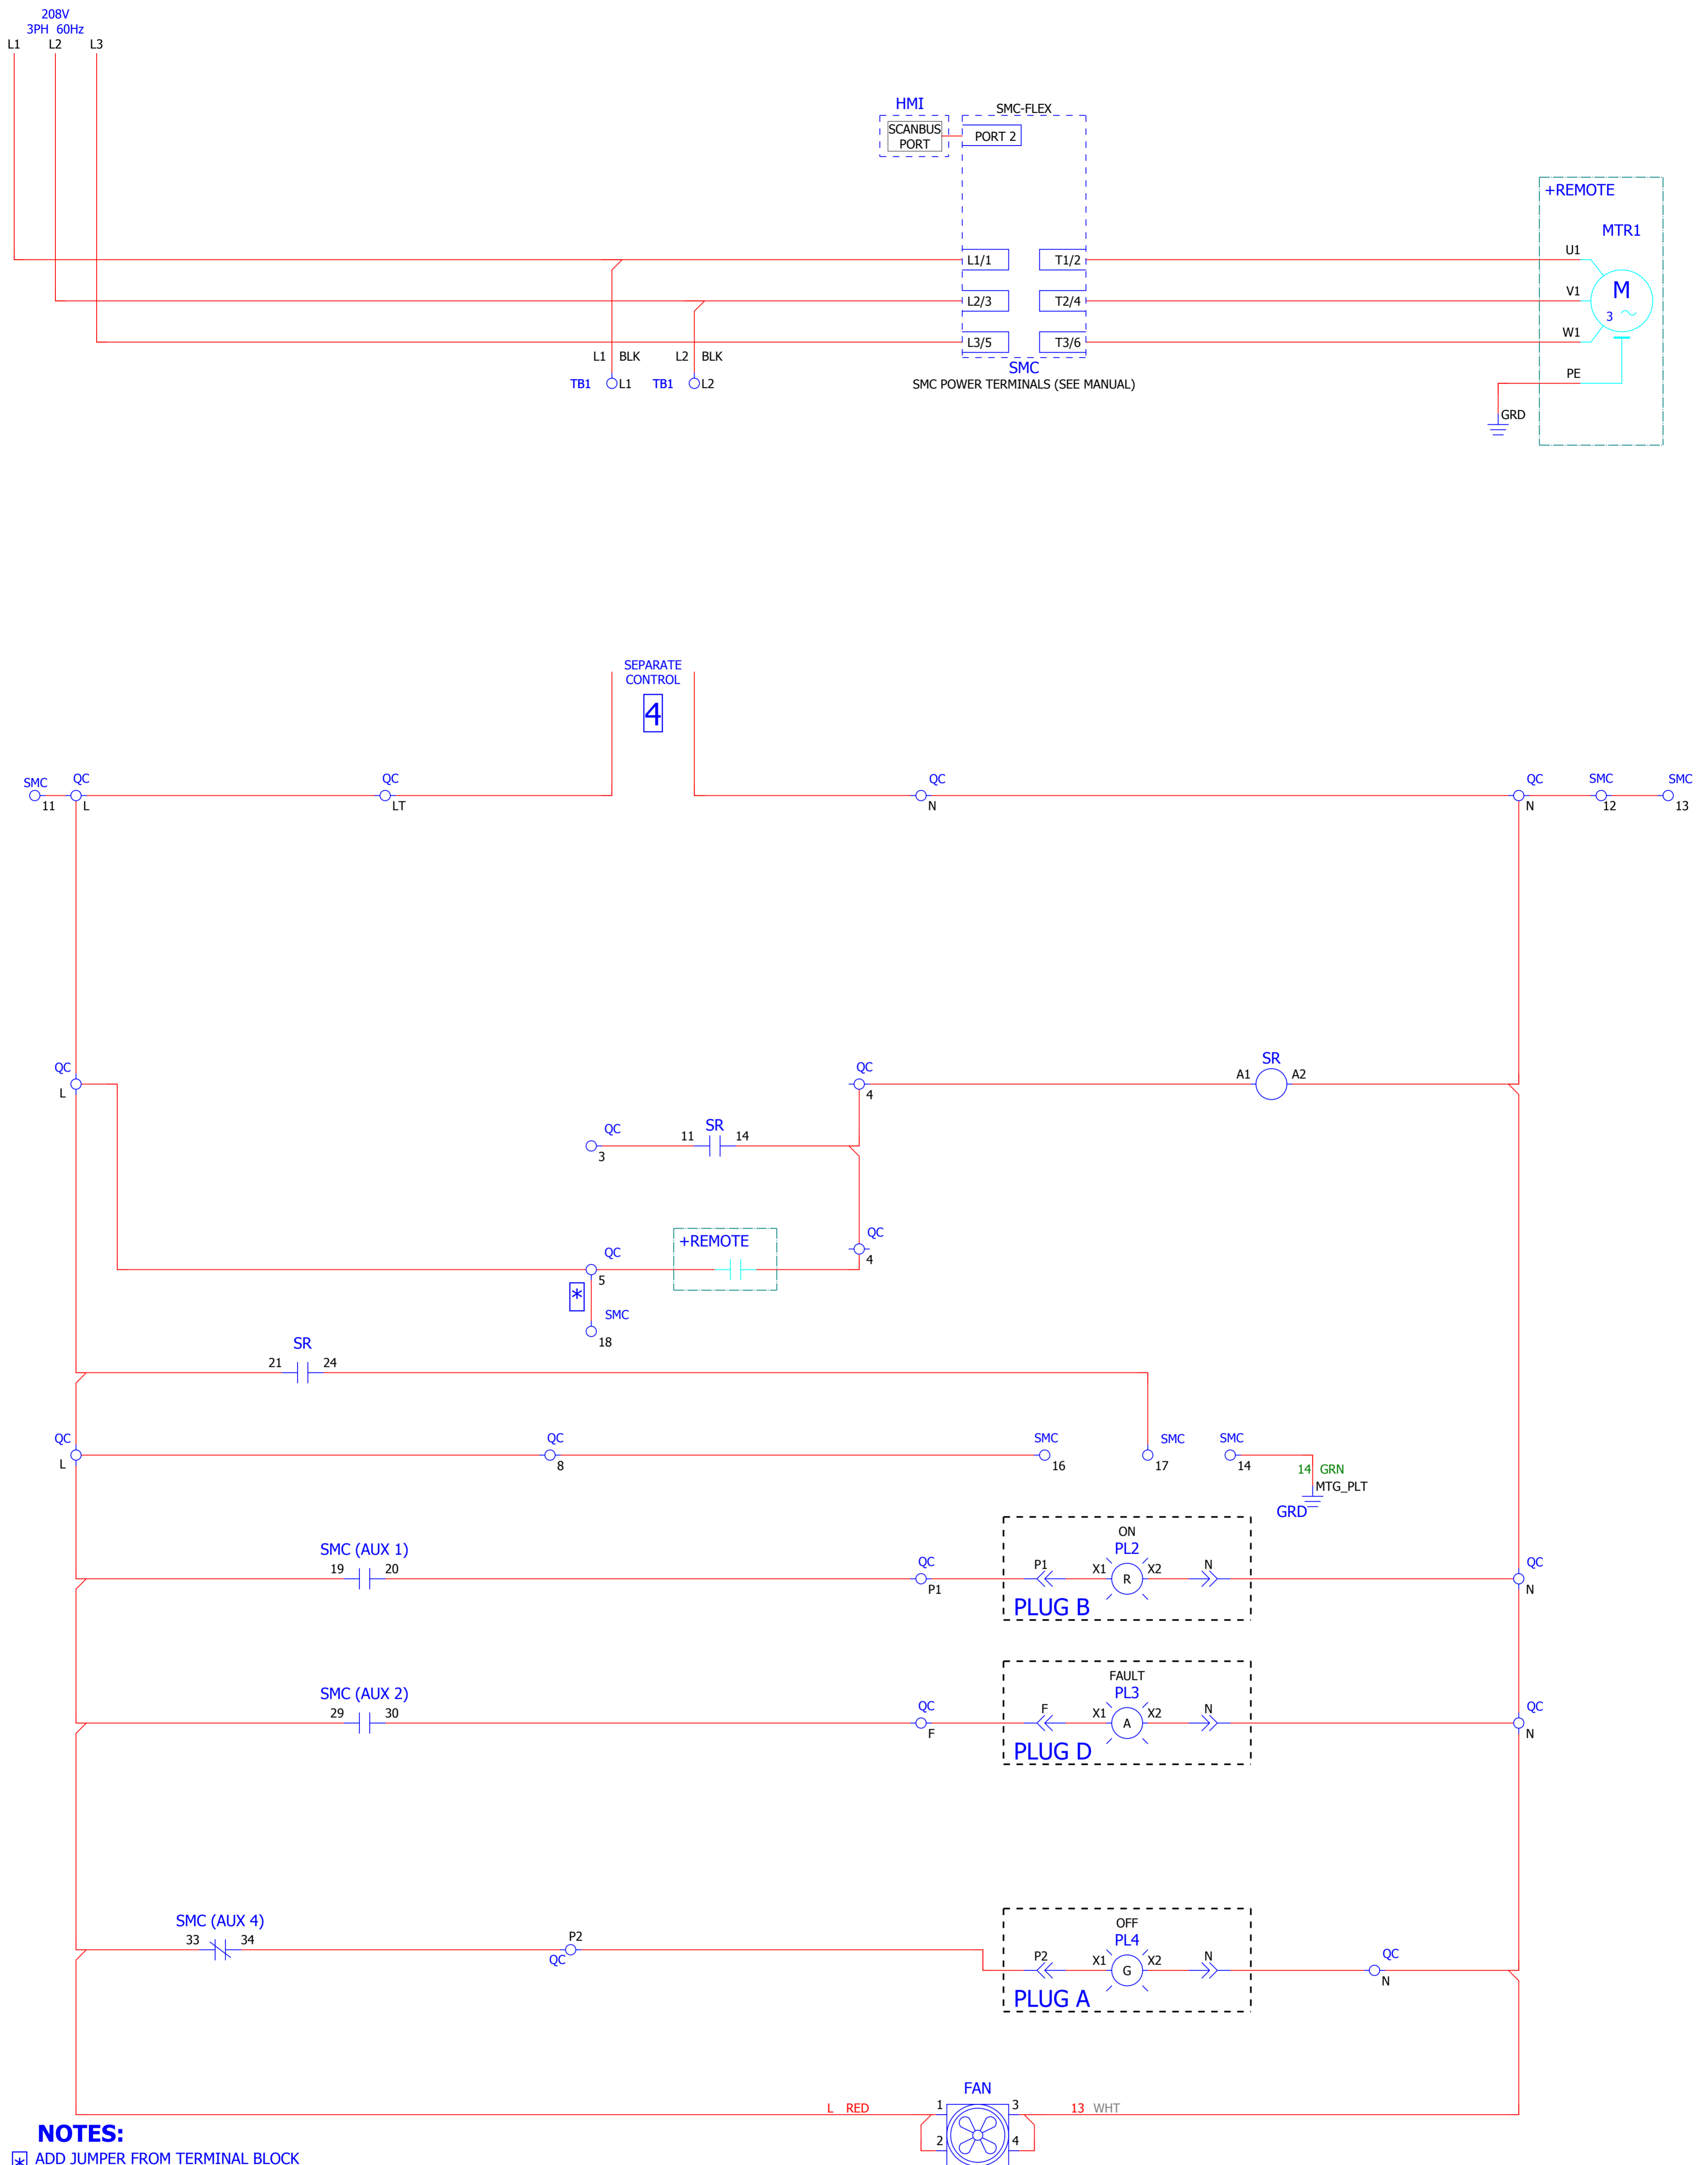 208V
3PH 60Hz
L1 L2 L3
HMI
SMC-FLEX
SCANBUS
PORT
PORT 2
+REMOTE
MTR1
U1
L1/1 T1/2
M
V1
L2/3 T2/4
3
W1
L3/5 T3/6
L1 BLK L2 BLK
SMC
PE
TB1 L1 TB1 L2
SMC POWER TERMINALS (SEE MANUAL)
GRD
SEPARATE
CONTROL
4
SMC QC QC QC QC SMC SMC
11 L LT N N 12 13
QC QC SR
A1 A2
L 4
QC SR
11 14
3
QC
+REMOTE
QC 4
5
*
SMC
18
SR
21 24
QC QC SMC SMC SMC
L 8 16 17 14
14 GRN
MTG_PLT
GRD
ON
SMC (AUX 1) PL2
19 20 QC P1 X1 X2 N QC
R
P1 N
PLUG B
FAULT
SMC (AUX 2) PL3
29 30 QC F X1 X2 N QC
A
F N
PLUG D
SMC (AUX 4) OFF
33 34 P2 PL4
QC P2 X1 X2 N QC
G
N
PLUG A
FAN
L RED 1 3 13 WHT
2 4
NOTES:
* ADD JUMPER FROM TERMINAL BLOCK